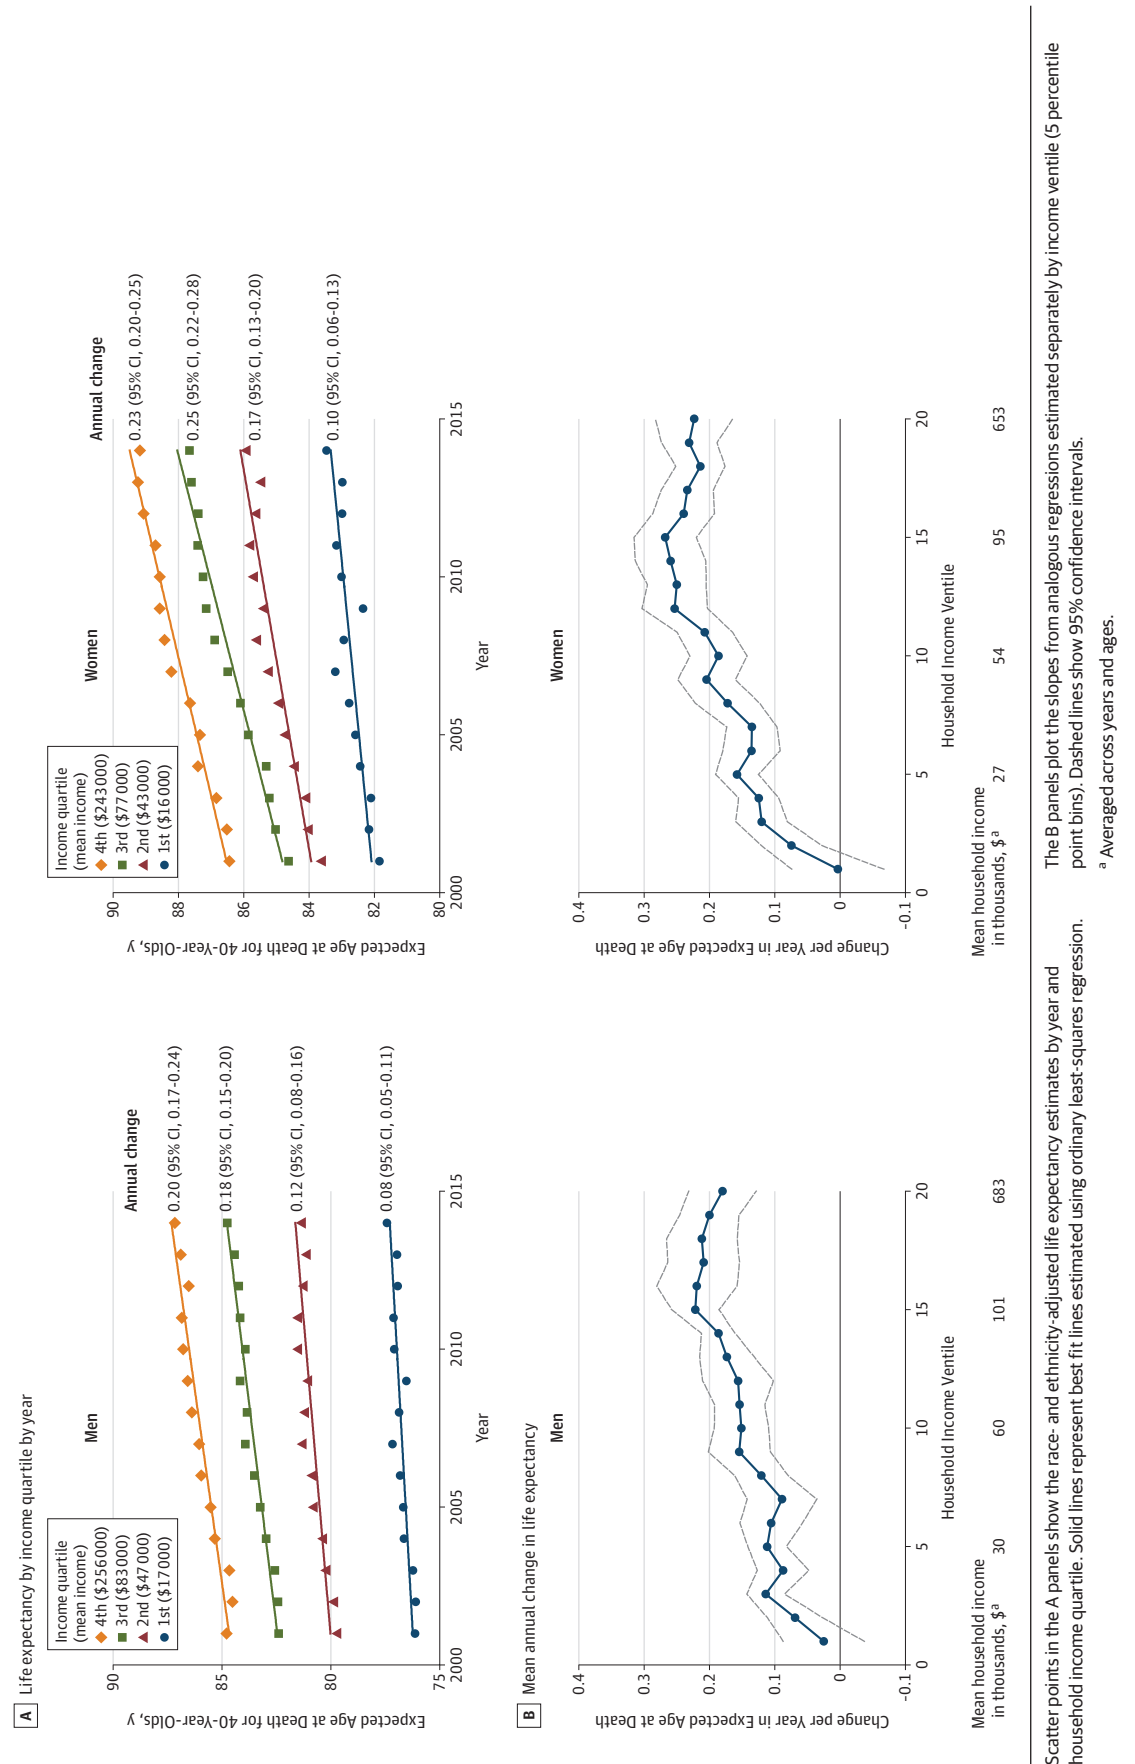 A Life expectancy by income quartile by year
Men
Income quartile
(mean income)
4th ($256 000)
3rd ($83 000)
2nd ($47 000)
1st ($17 000)
Annual change
0.20 (95% CI, 0.17-0.24)
0.18 (95% CI, 0.15-0.20)
0.12 (95% CI, 0.08-0.16)
0.08 (95% CI, 0.05-0.11)
Expected Age at Death for 40-Year-Olds, y
90
85
80
75
2000 2005 2010 2015
Year
Women
Income quartile
(mean income)
4th ($243 000)
3rd ($77 000)
2nd ($43 000)
1st ($16 000)
Annual change
0.23 (95% CI, 0.20-0.25)
0.25 (95% CI, 0.22-0.28)
0.17 (95% CI, 0.13-0.20)
0.10 (95% CI, 0.06-0.13)
Expected Age at Death for 40-Year-Olds, y
90
88
86
84
82
80
2000 2005 2010 2015
Year
B Mean annual change in life expectancy
Men
Change per Year in Expected Age at Death
0.4
0.3
0.2
0.1
0
-0.1
0 5 10 15 20
Household Income Ventile
Mean household income
in thousands, $a
30 60 101 683
Women
Change per Year in Expected Age at Death
0.4
0.3
0.2
0.1
0
-0.1
0 5 10 15 20
Household Income Ventile
Mean household income
in thousands, $a
27 54 95 653
Scatter points in the A panels show the race- and ethnicity-adjusted life expectancy estimates by year and
household income quartile. Solid lines represent best fit lines estimated using ordinary least-squares regression.
The B panels plot the slopes from analogous regressions estimated separately by income ventile (5 percentile
point bins). Dashed lines show 95% confidence intervals.
a Averaged across years and ages.